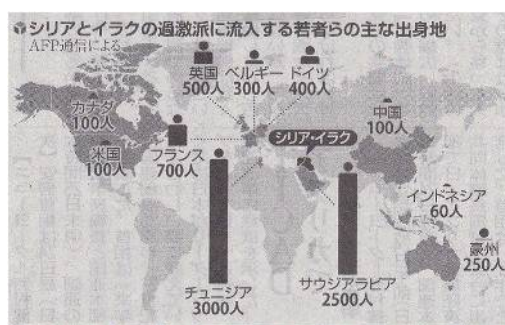 シリアとイラクの過激派に流入する若者らの主な出身地
AFP通信による
英国
500人
ベルギー
300人
ドイツ
400人
カナダ
100人
中国
100人
米国
100人
フランス
700人
シリア・イラク
インドネシア
60人
豪州
250人
チュニジア
3000人
サウジアラビア
2500人